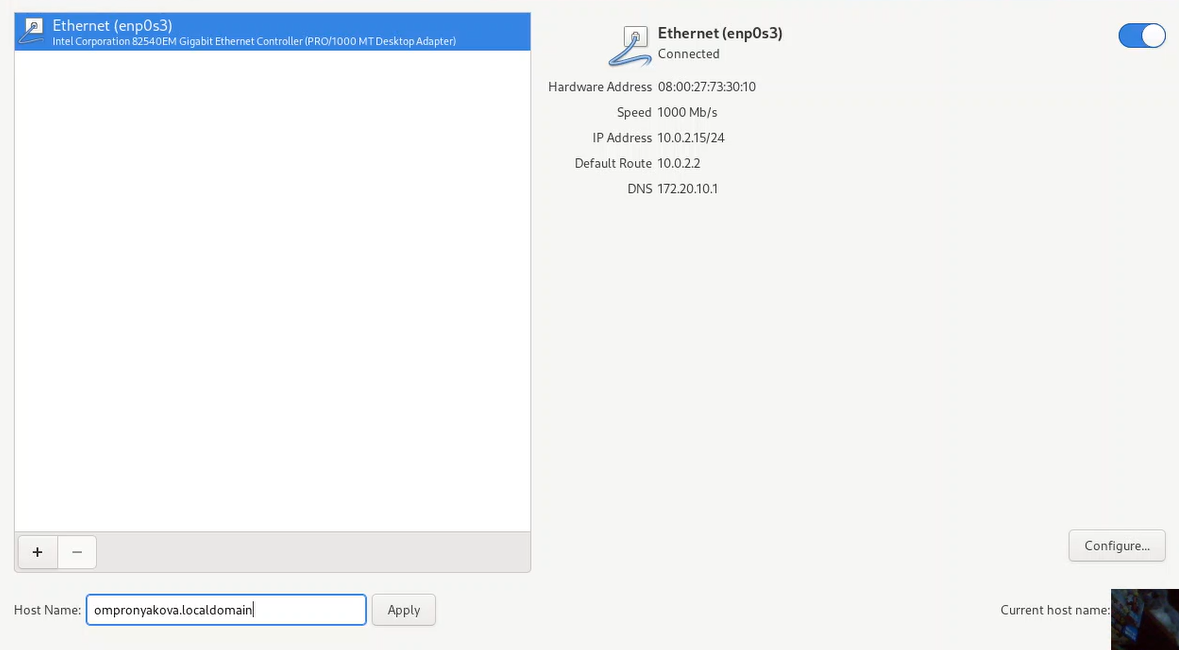 Ethernet (enp0s3)
Intel Corporation 82540EM Gigabit Ethernet Controller (PRO/1000 MT Desktop Adapter)
Ethernet (enp0s3)
Connected
Hardware Address 08:00:27:73:30:10
Speed 1000 Mb/s
IP Address 10.0.2.15/24
Default Route 10.0.2.2
DNS 172.20.10.1
+ −
Configure...
Host Name: ompronyakova.localdomain Apply Current host name: